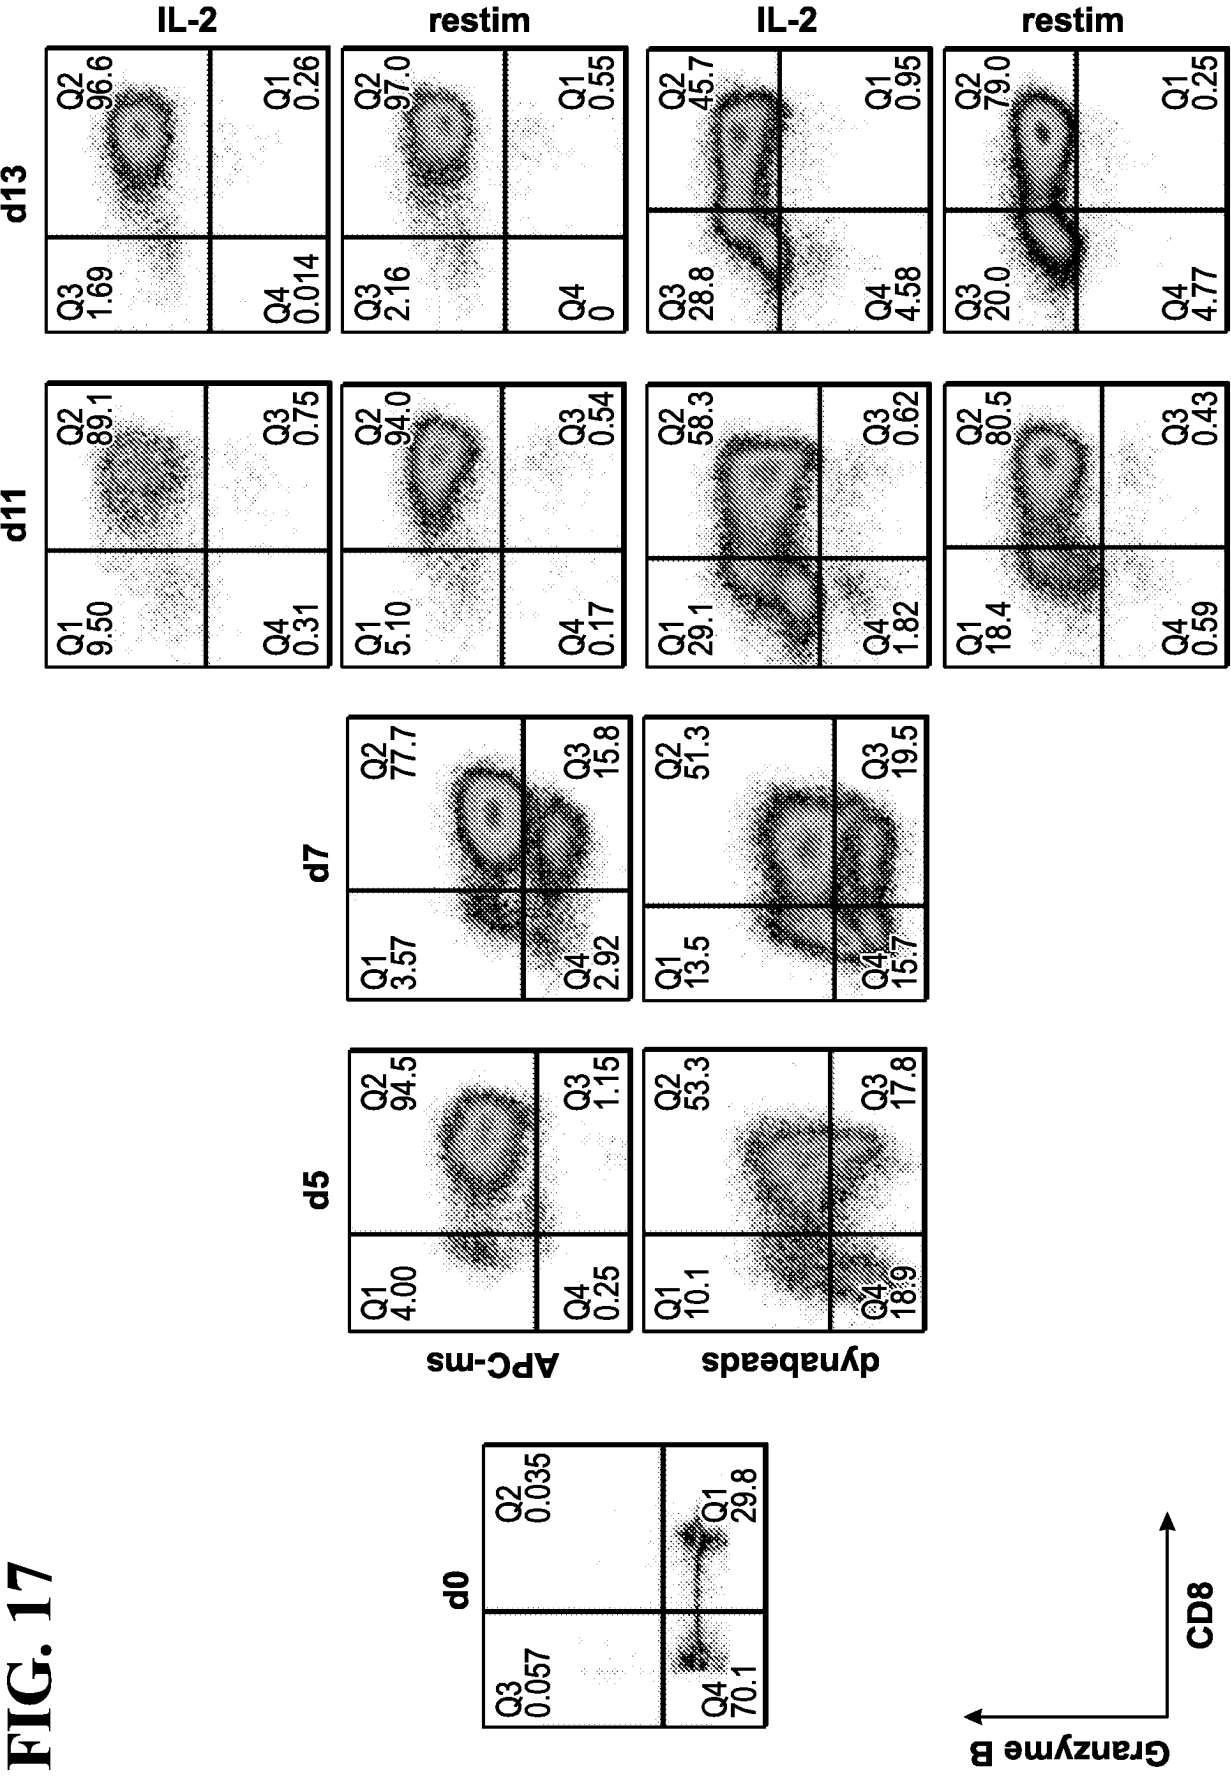 FIG. 17
d0
Q3
0.057
Q2
0.035
Q4
70.1
Q1
29.8
Granzyme B
CD8
d5
d7
d11
d13
APC-ms
Q1
4.00
Q2
94.5
Q4
0.25
Q3
1.15
Q1
3.57
Q2
77.7
Q4
2.92
Q3
15.8
Q1
9.50
Q2
89.1
Q4
0.31
Q3
0.75
Q3
1.69
Q2
96.6
Q4
0.014
Q1
0.26
IL-2
Q1
5.10
Q2
94.0
Q4
0.17
Q3
0.54
Q3
2.16
Q2
97.0
Q4
0
Q1
0.55
restim
dynabeads
Q1
10.1
Q2
53.3
Q4
18.9
Q3
17.8
Q1
13.5
Q2
51.3
Q4
15.7
Q3
19.5
Q1
29.1
Q2
58.3
Q4
1.82
Q3
0.62
Q3
28.8
Q2
45.7
Q4
4.58
Q1
0.95
IL-2
Q1
18.4
Q2
80.5
Q4
0.59
Q3
0.43
Q3
20.0
Q2
79.0
Q4
4.77
Q1
0.25
restim